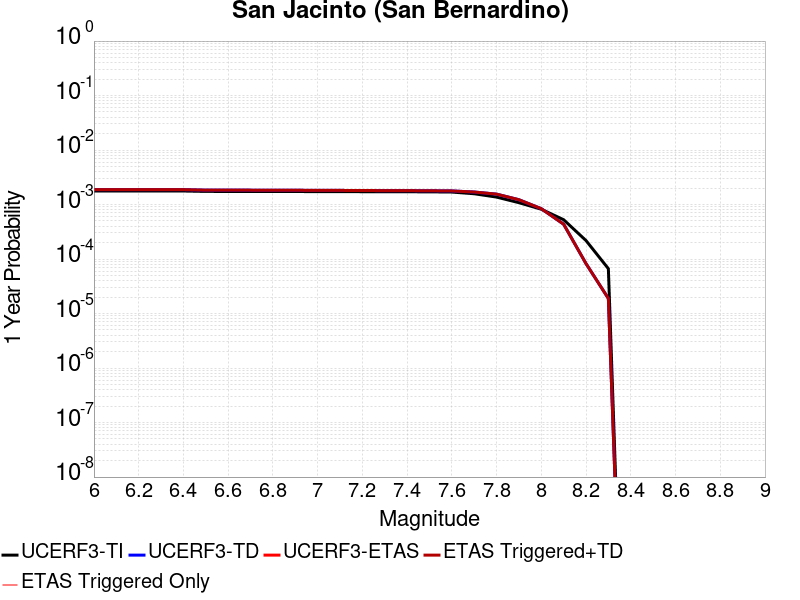 San Jacinto (San Bernardino)
10^0
10^-1
10^-2
10^-3
10^-4
10^-5
10^-6
10^-7
10^-8
1 Year Probability
6 6.2 6.4 6.6 6.8 7 7.2 7.4 7.6 7.8 8 8.2 8.4 8.6 8.8 9
Magnitude
UCERF3-TI UCERF3-TD UCERF3-ETAS ETAS Triggered+TD
ETAS Triggered Only